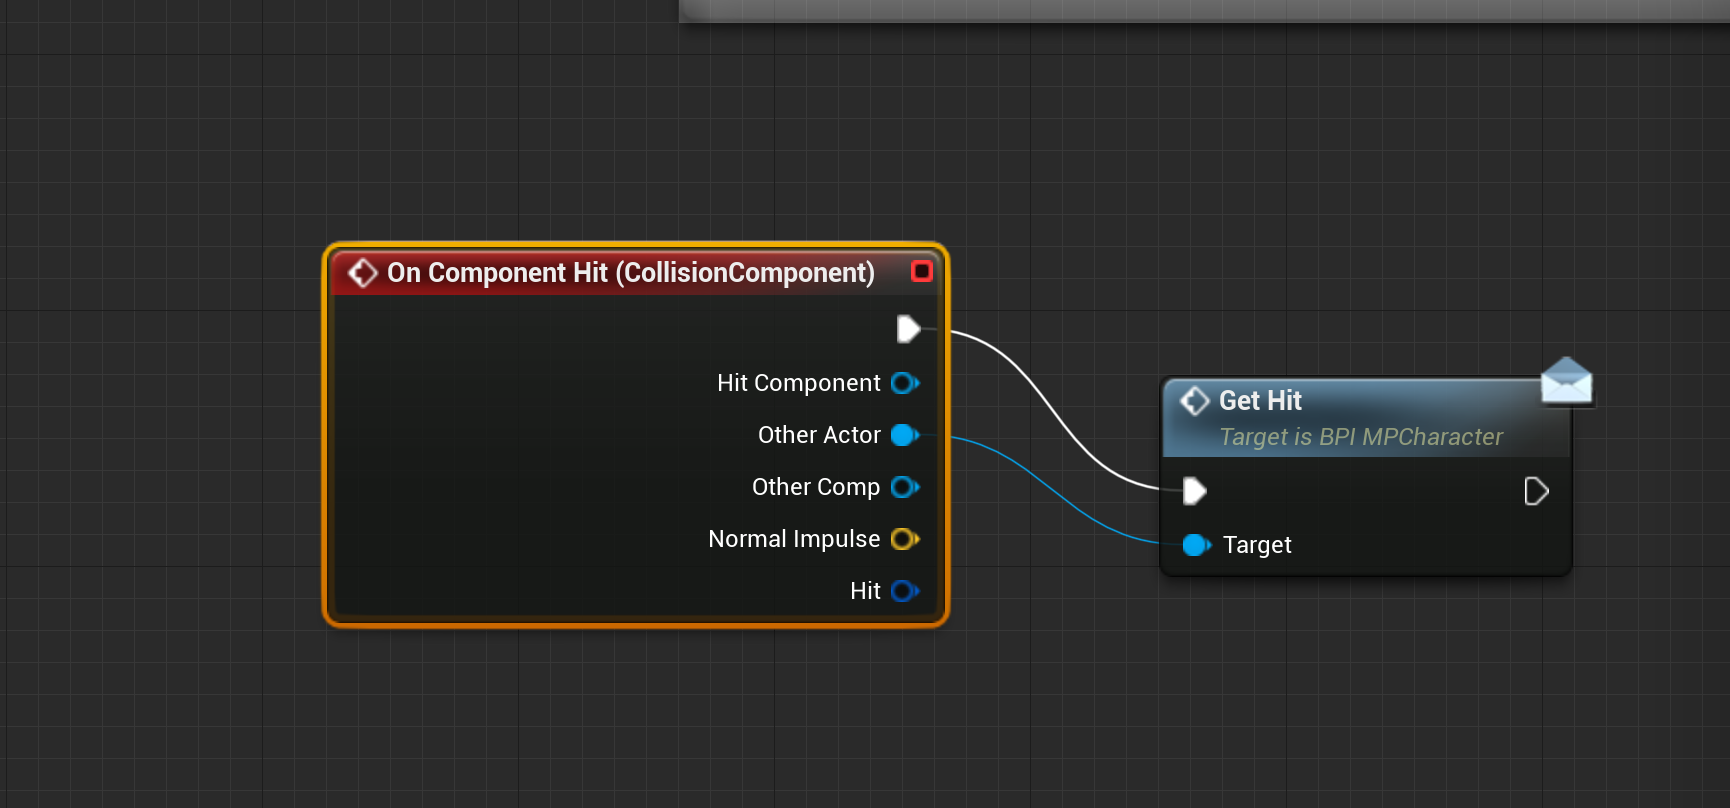 On Component Hit (CollisionComponent)
Hit Component
Other Actor
Other Comp
Normal Impulse
Hit
Get Hit
Target is BPI MPCharacter
Target